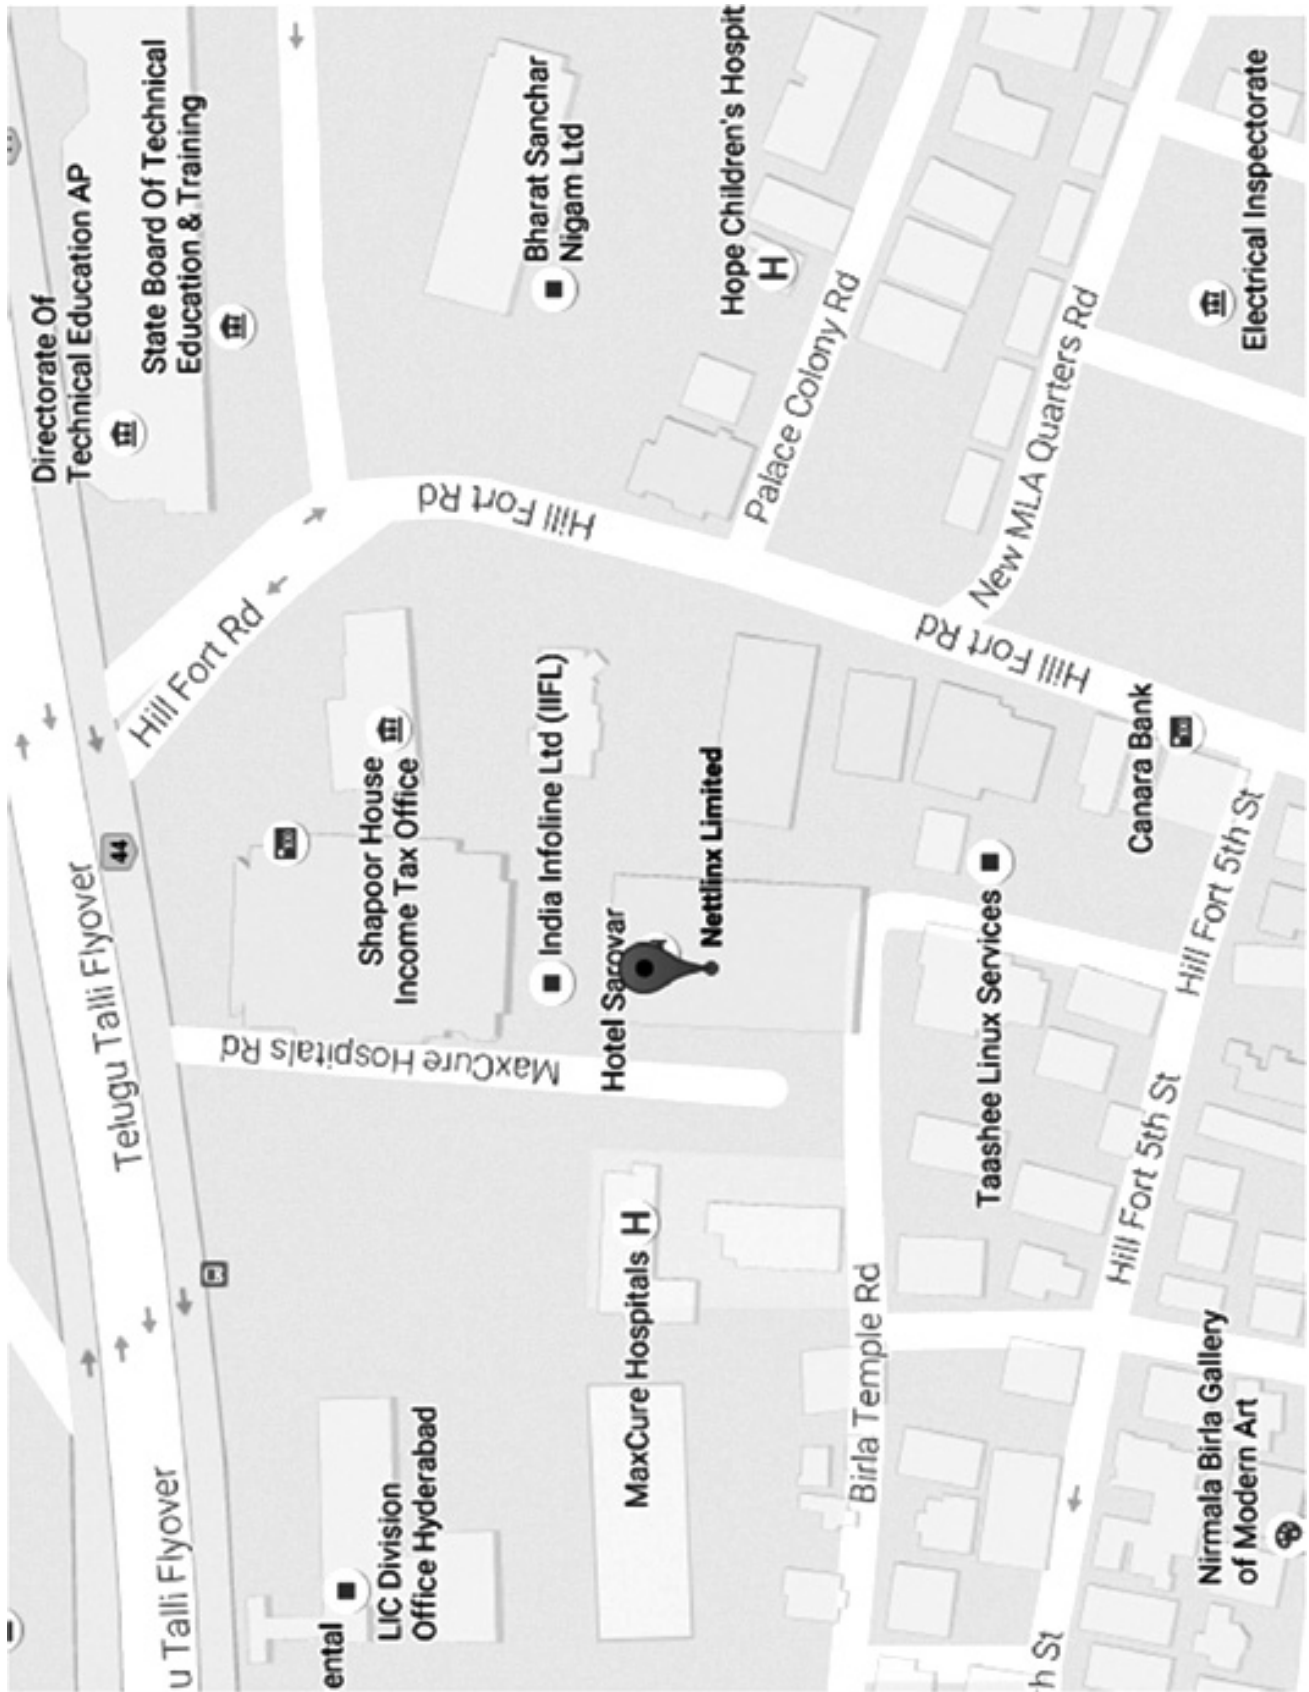 Directorate Of
Technical Education AP
u Talli Flyover
Telugu Talli Flyover
44
State Board Of Technical
Education & Training
Hill Fort Rd
ental
LIC Division
Office Hyderabad
MaxCure Hospitals Rd
Shapoor House
Income Tax Office
Hill Fort Rd
India Infoline Ltd (IIFL)
Bharat Sanchar
Nigam Ltd
MaxCure Hospitals
H
Hotel Sarovar
Nettlinx Limited
Hope Children's Hospit
H
Palace Colony Rd
Birla Temple Rd
Taashee Linux Services
Hill Fort Rd
New MLA Quarters Rd
h St
Hill Fort 5th St
Canara Bank
Hill Fort 5th St
Nirmala Birla Gallery
of Modern Art
Electrical Inspectorate